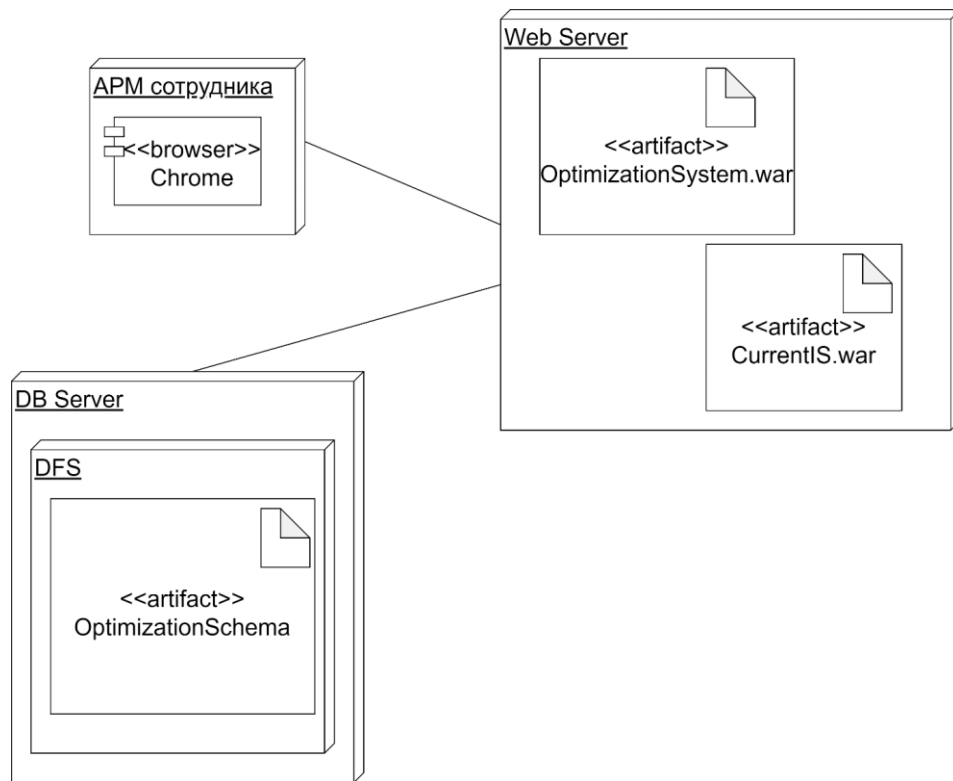 Web Server
<<artifact>>
OptimizationSystem.war
<<artifact>>
CurrentIS.war
АРМ сотрудника
<<browser>>
Chrome
DB Server
DFS
<<artifact>>
OptimizationSchema